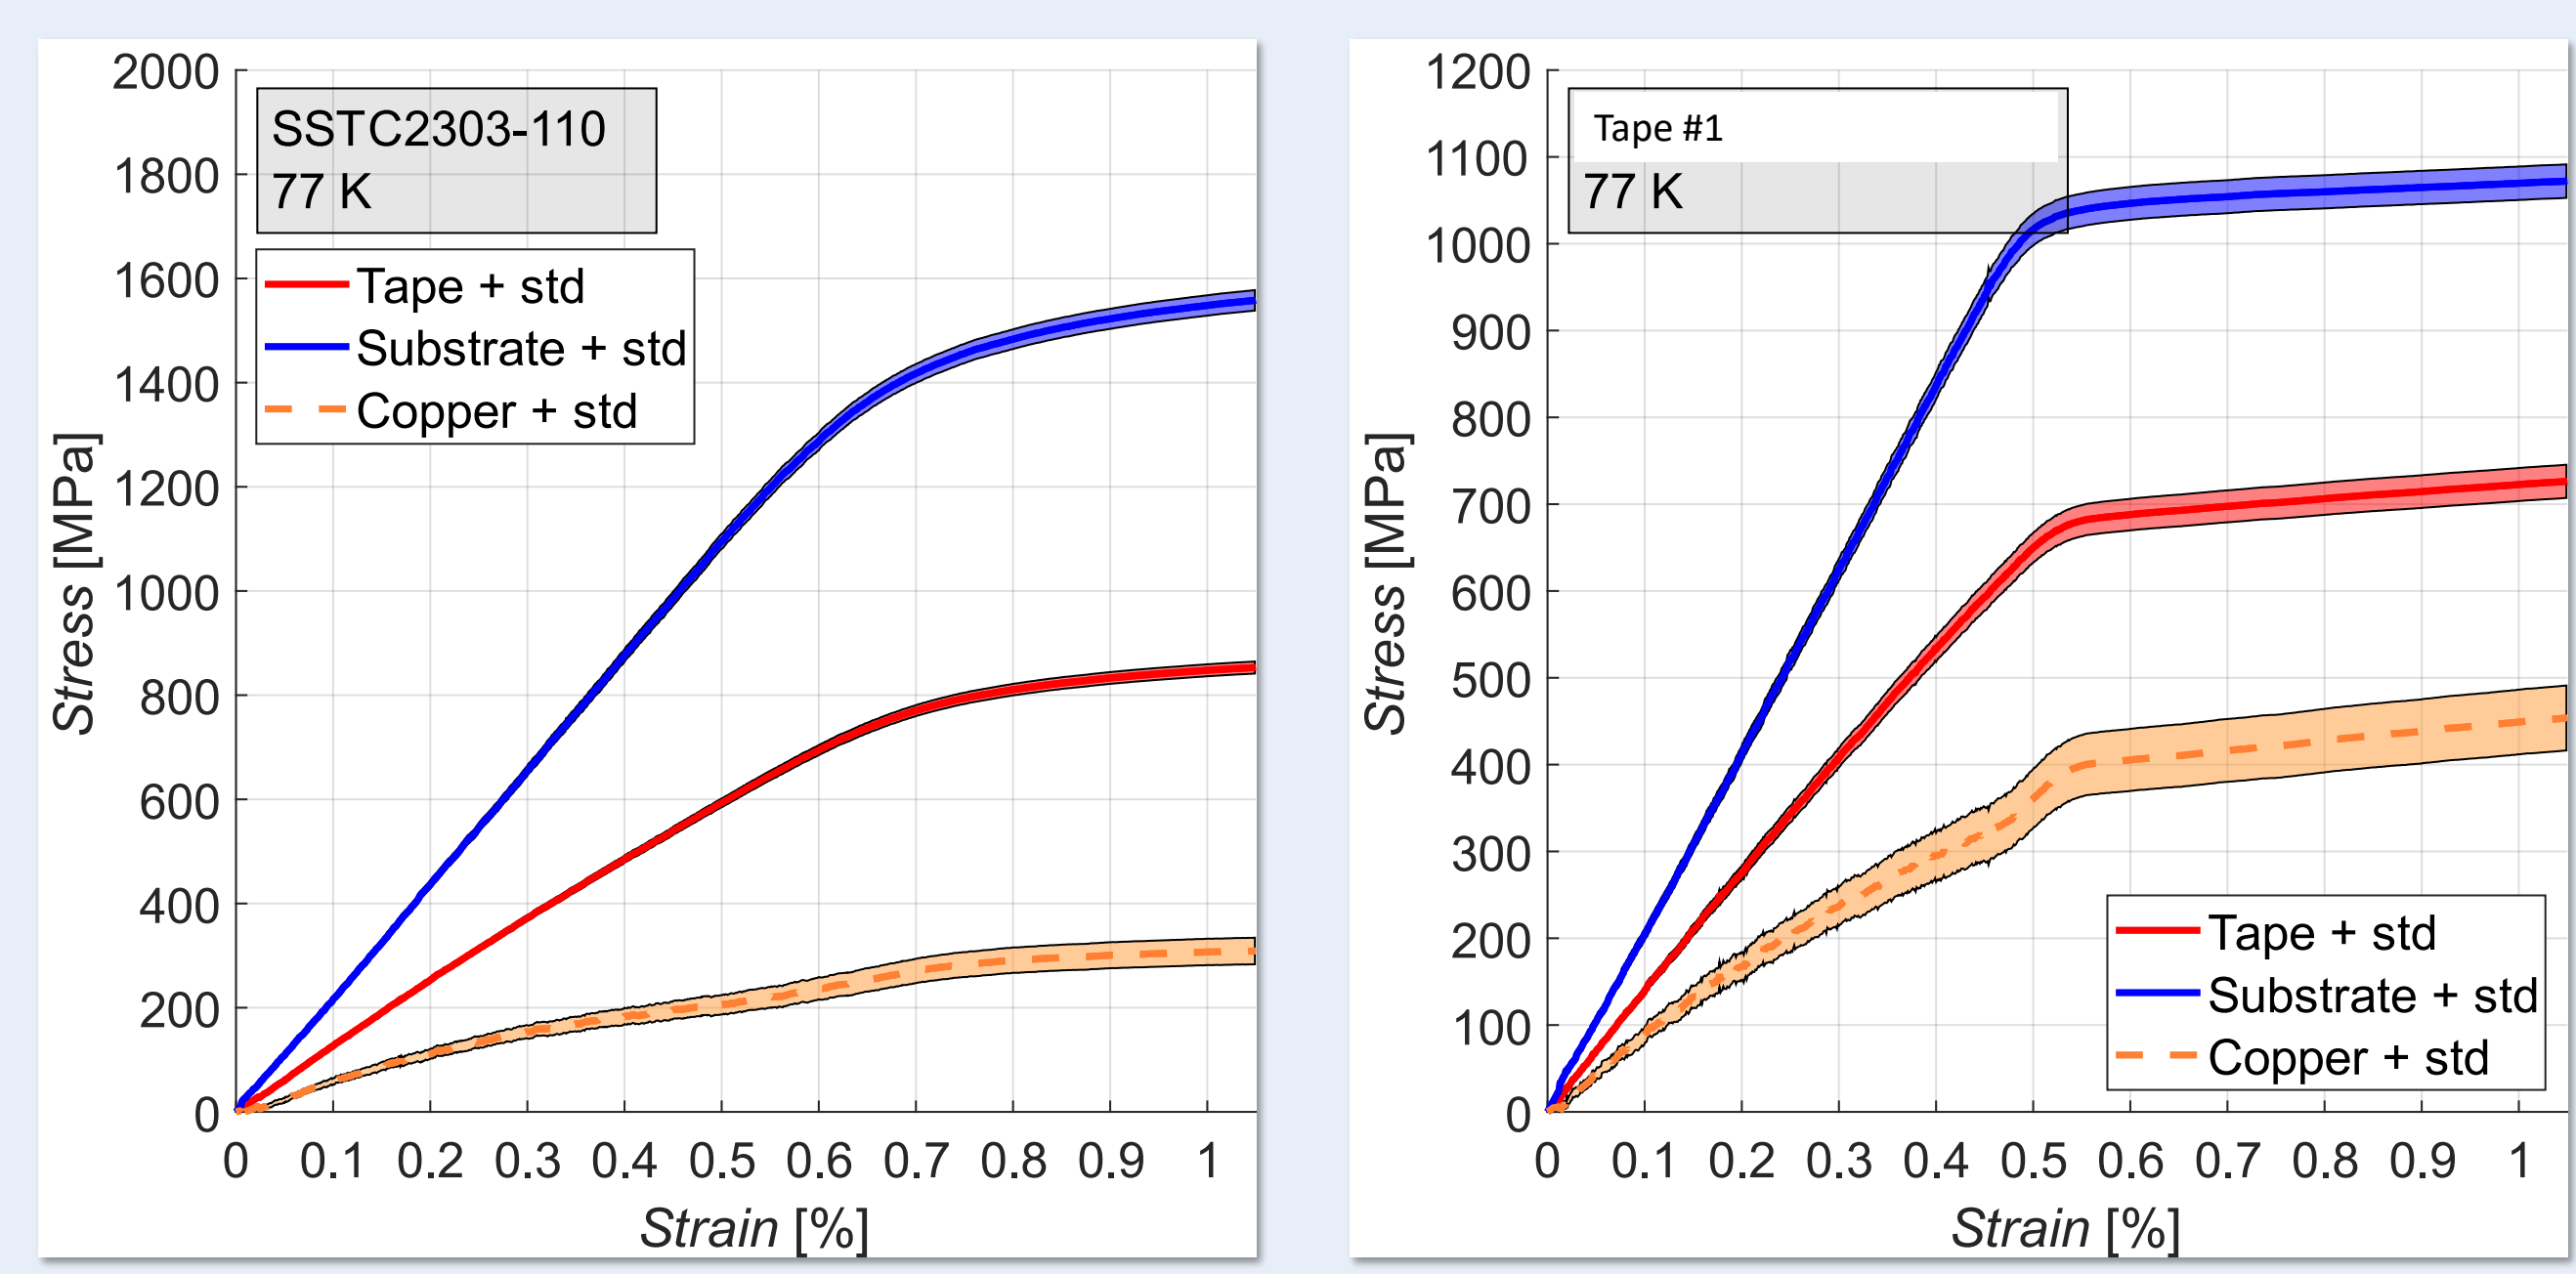 SSTC2303-110
77 K
Tape + std
Substrate + std
Copper + std
2000
1800
1600
1400
1200
1000
800
600
400
200
0
Stress [MPa]
0 0.1 0.2 0.3 0.4 0.5 0.6 0.7 0.8 0.9 1
Strain [%]
Tape #1
77 K
1200
1100
1000
900
800
700
600
500
400
300
200
100
0
Stress [MPa]
Tape + std
Substrate + std
Copper + std
0 0.1 0.2 0.3 0.4 0.5 0.6 0.7 0.8 0.9 1
Strain [%]